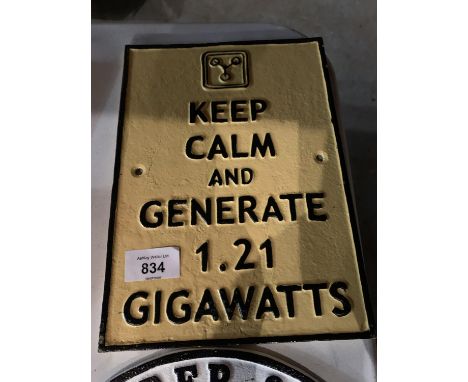 KEEP
CALM
AND
GENERATE
1.21
834
GIGAWATTS